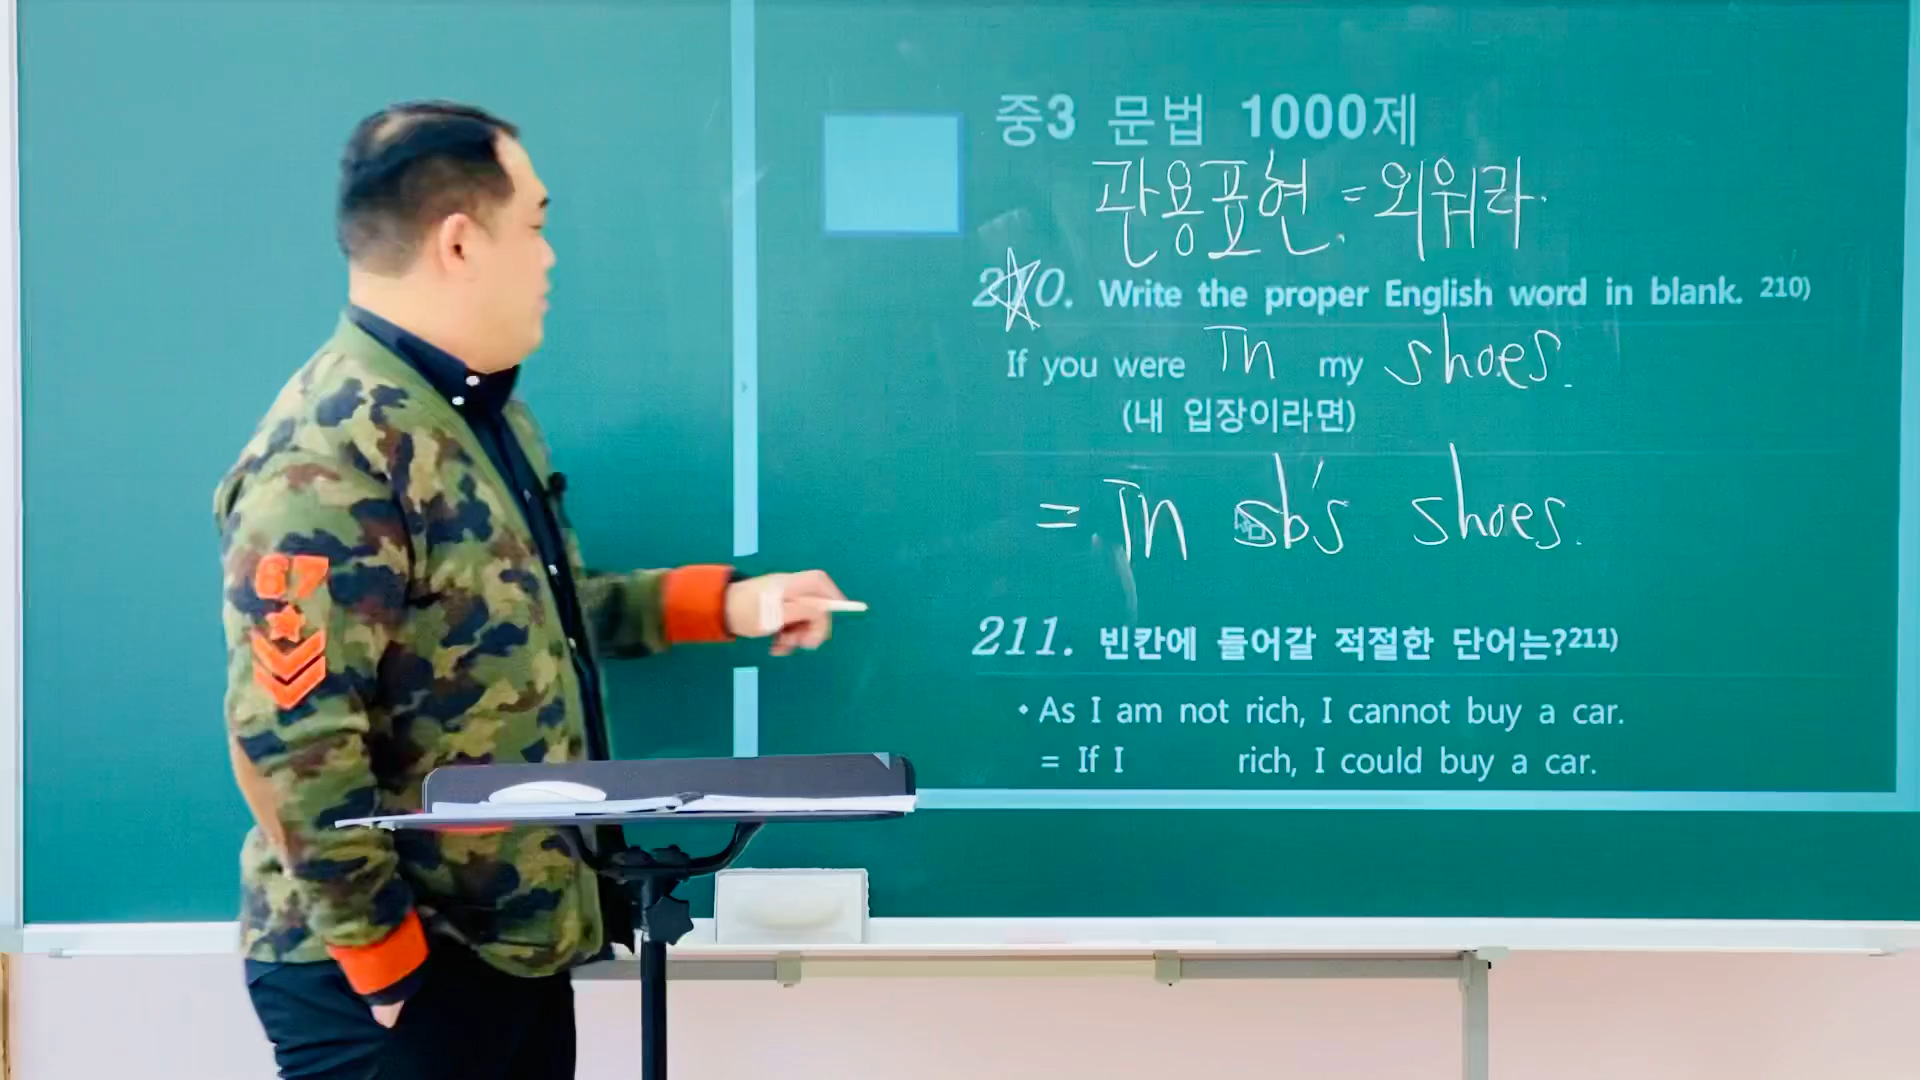 중3 문법 1000제
관용표현. = 외워라.
210. Write the proper English word in blank. 210)
If you were In my shoes.
(내 입장이라면)
= In sb's shoes.
211. 빈칸에 들어갈 적절한 단어는?211)
• As I am not rich, I cannot buy a car.
= If I rich, I could buy a car.
67